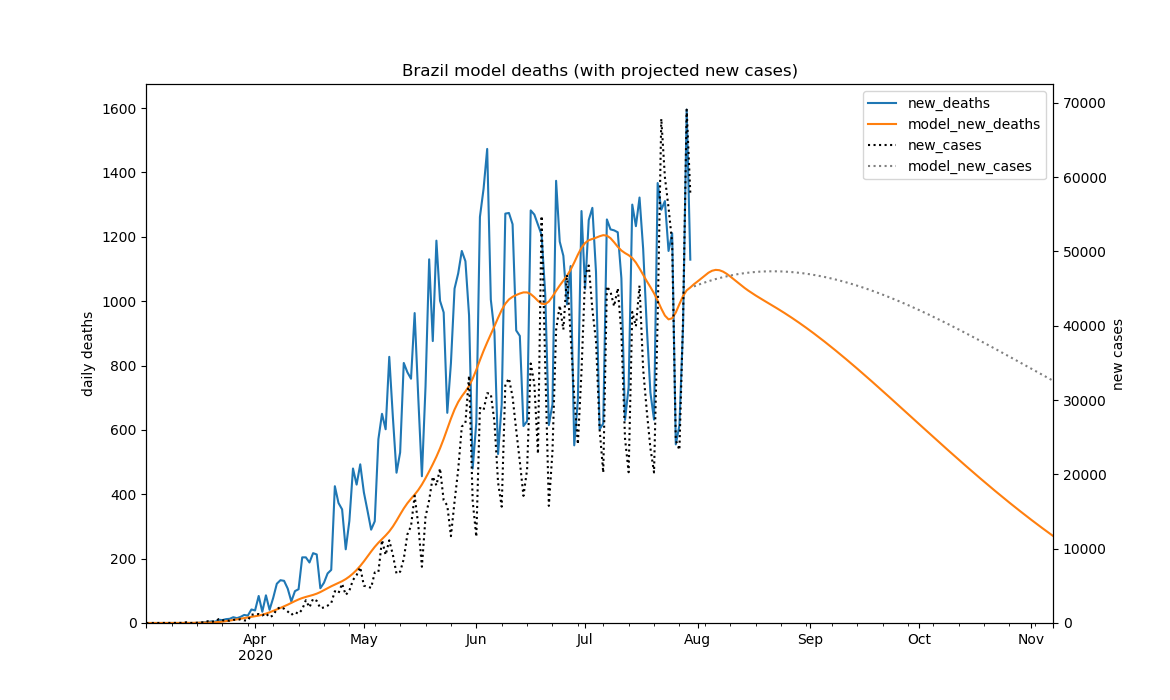 Brazil model deaths (with projected new cases)
new_deaths
model_new_deaths
new_cases
model_new_cases
daily deaths
1600
1400
1200
1000
800
600
400
200
0
new cases
70000
60000
50000
40000
30000
20000
10000
0
Apr May Jun Jul Aug Sep Oct Nov
2020